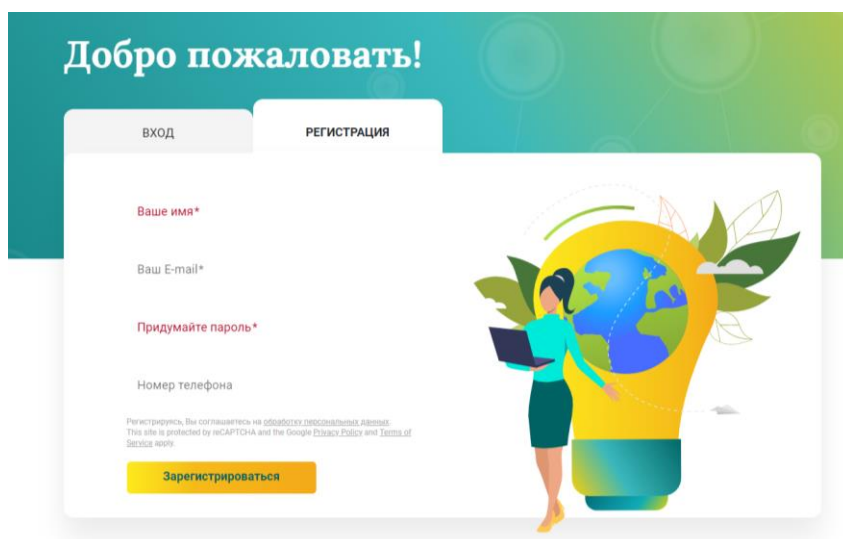 Добро пожаловать!
ВХОД
РЕГИСТРАЦИЯ
Ваше имя*
Ваш E-mail*
Придумайте пароль*
Номер телефона
Регистрируясь, Вы соглашаетесь на обработку персональных данных.
This site is protected by reCAPTCHA and the Google Privacy Policy and Terms of
Service apply.
Зарегистрироваться